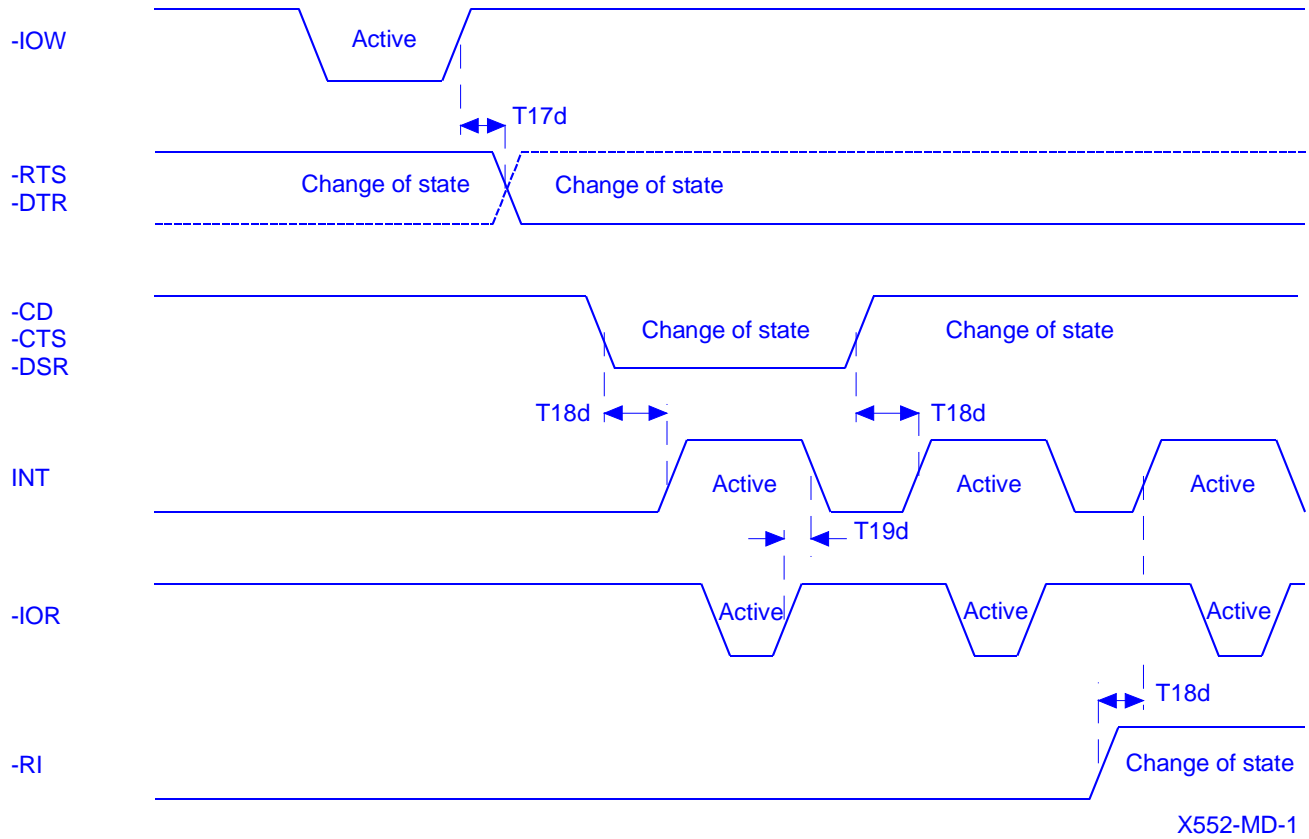 -IOW
Active
T17d
-RTS
-DTR
Change of state
Change of state
-CD
-CTS
-DSR
Change of state
Change of state
T18d
T18d
INT
Active
Active
Active
T19d
-IOR
Active
Active
Active
T18d
-RI
Change of state
X552-MD-1